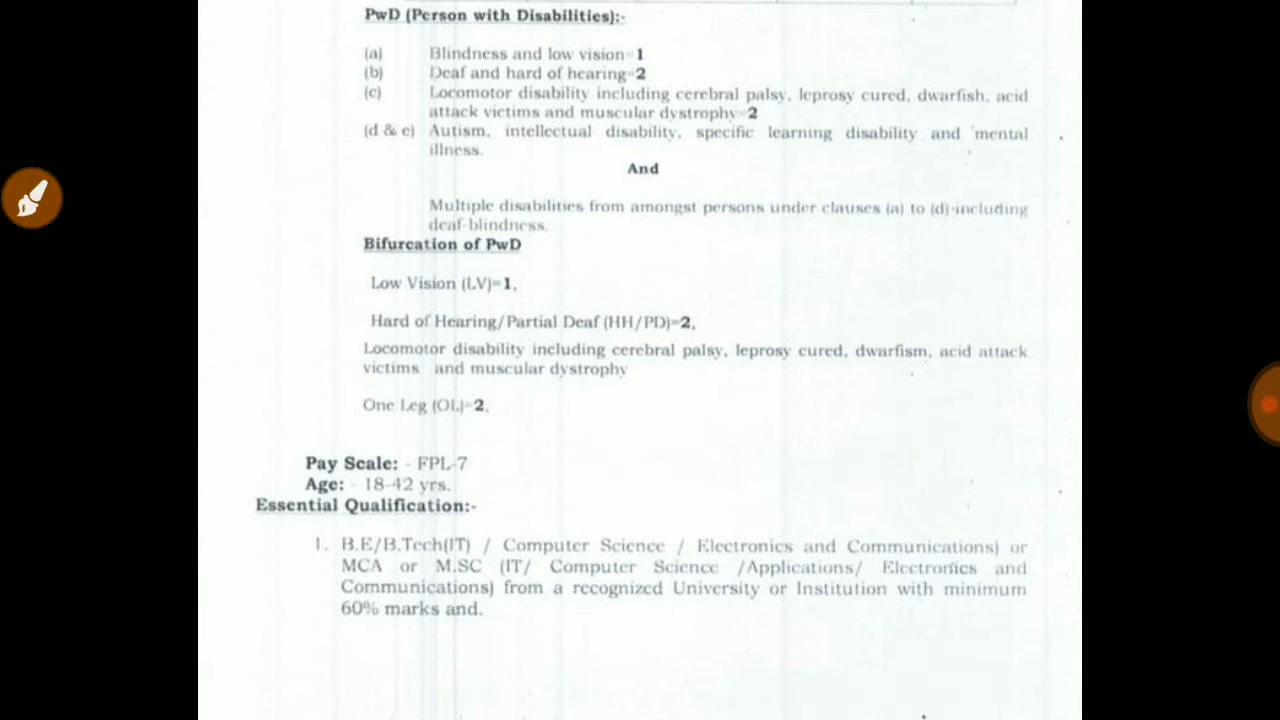 PwD (Person with Disabilities):-
(a) Blindness and low vision=1
(b) Deaf and hard of hearing=2
(c) Locomotor disability including cerebral palsy, leprosy cured, dwarfish, acid
attack victims and muscular dystrophy=2
(d & e) Autism, intellectual disability, specific learning disability and mental
illness.
And
Multiple disabilities from amongst persons under clauses (a) to (d)-including
deaf-blindness.
Bifurcation of PwD
Low Vision (LV)=1,
Hard of Hearing/Partial Deaf (HH/PD)=2,
Locomotor disability including cerebral palsy, leprosy cured, dwarfism, acid attack
victims and muscular dystrophy
One Leg (OL)=2,
Pay Scale: - FPL-7
Age: - 18-42 yrs.
Essential Qualification:-
1. B.E/B.Tech(IT) / Computer Science / Electronics and Communications) or
MCA or M.SC (IT/ Computer Science /Applications/ Electronics and
Communications) from a recognized University or Institution with minimum
60% marks and.